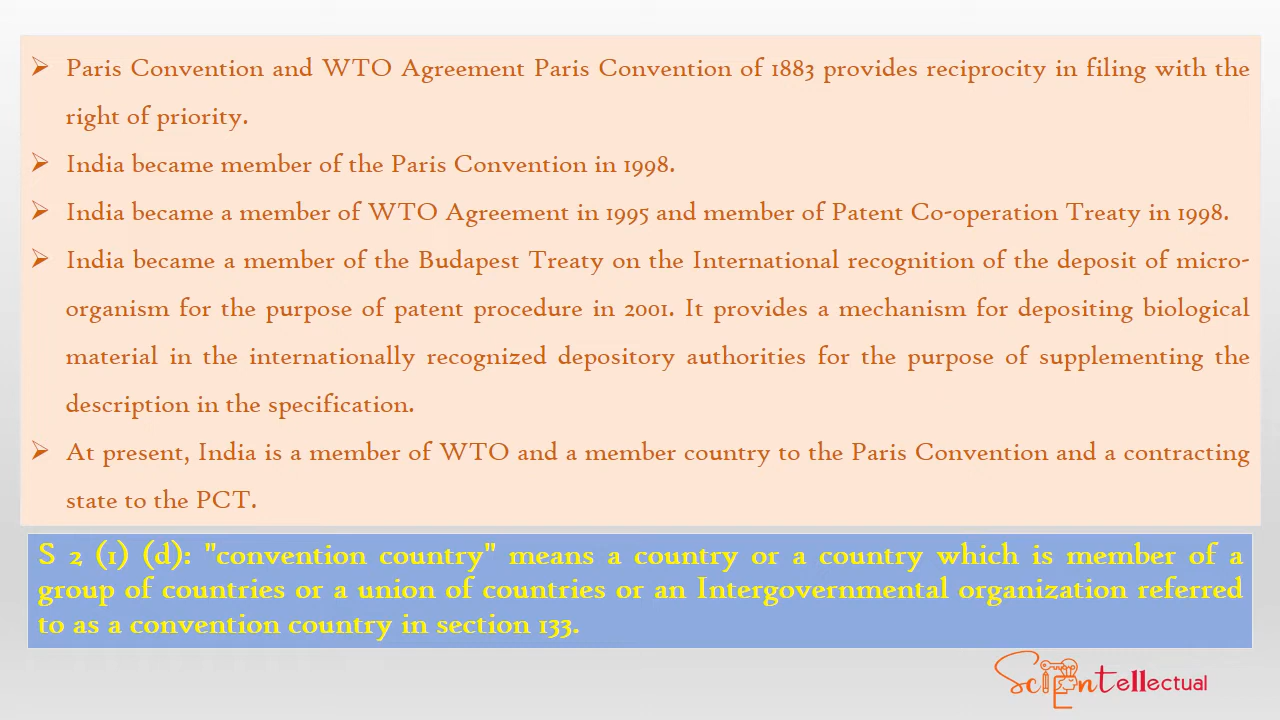 Paris Convention and WTO Agreement Paris Convention of 1883 provides reciprocity in filing with the
right of priority.
India became member of the Paris Convention in 1998.
India became a member of WTO Agreement in 1995 and member of Patent Co-operation Treaty in 1998.
India became a member of the Budapest Treaty on the International recognition of the deposit of micro-
organism for the purpose of patent procedure in 2001. It provides a mechanism for depositing biological
material in the internationally recognized depository authorities for the purpose of supplementing the
description in the specification.
At present, India is a member of WTO and a member country to the Paris Convention and a contracting
state to the PCT.
S 2 (1) (d): "convention country" means a country or a country which is member of a
group of countries or a union of countries or an Intergovernmental organization referred
to as a convention country in section 133.
Scientellectual